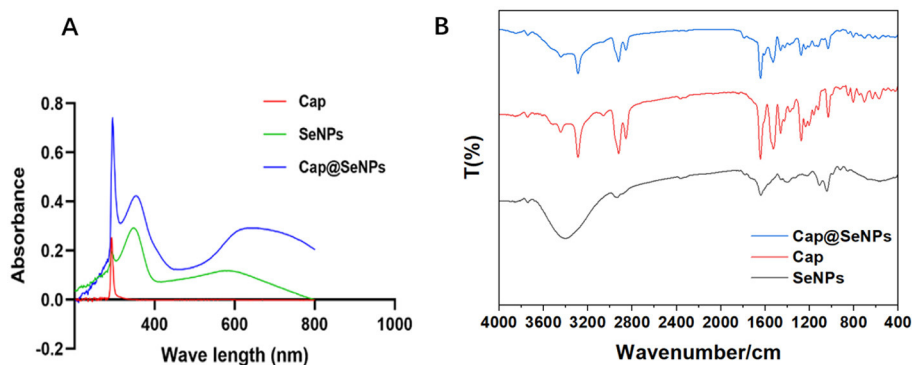 A
B
Cap
SeNPs
Cap@SeNPs
0.8
0.6
0.4
0.2
0.0
-0.2
Absorbance
400
600
800
1000
Wave length (nm)
T(%)
Cap@SeNPs
Cap
SeNPs
4000 3600 3200 2800 2400 2000 1600 1200 800 400
Wavenumber/cm